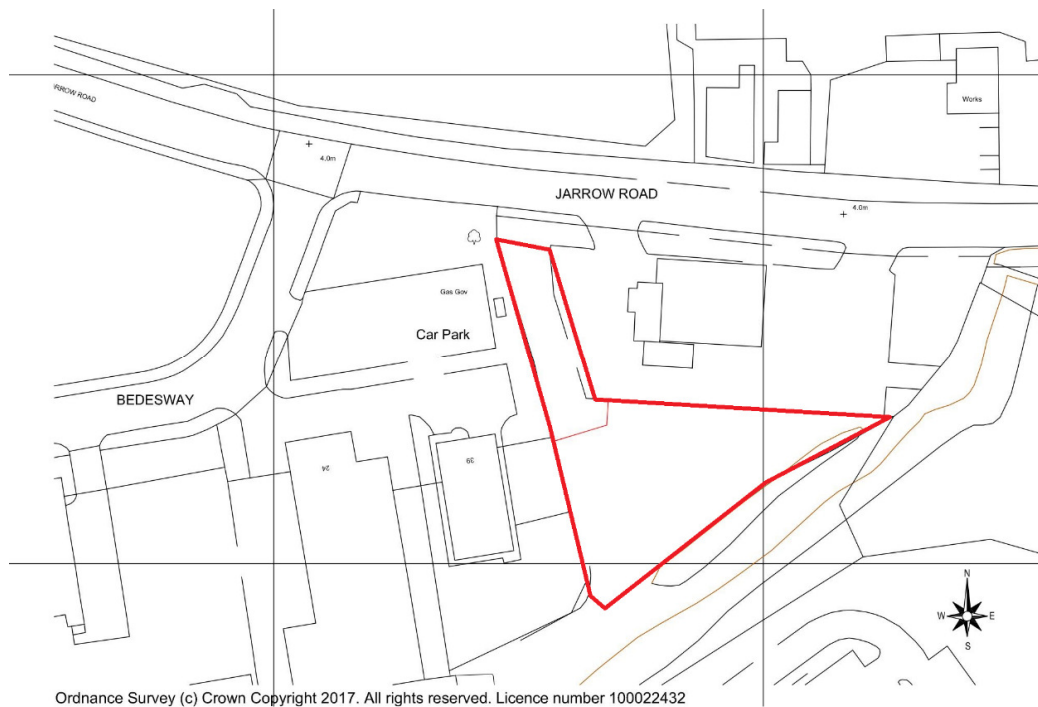 ARROW ROAD
Works
4.0m
JARROW ROAD
4.0m
Gas Gov
Car Park
BEDESWAY
24
39
N
W E
S
Ordnance Survey (c) Crown Copyright 2017. All rights reserved. Licence number 100022432